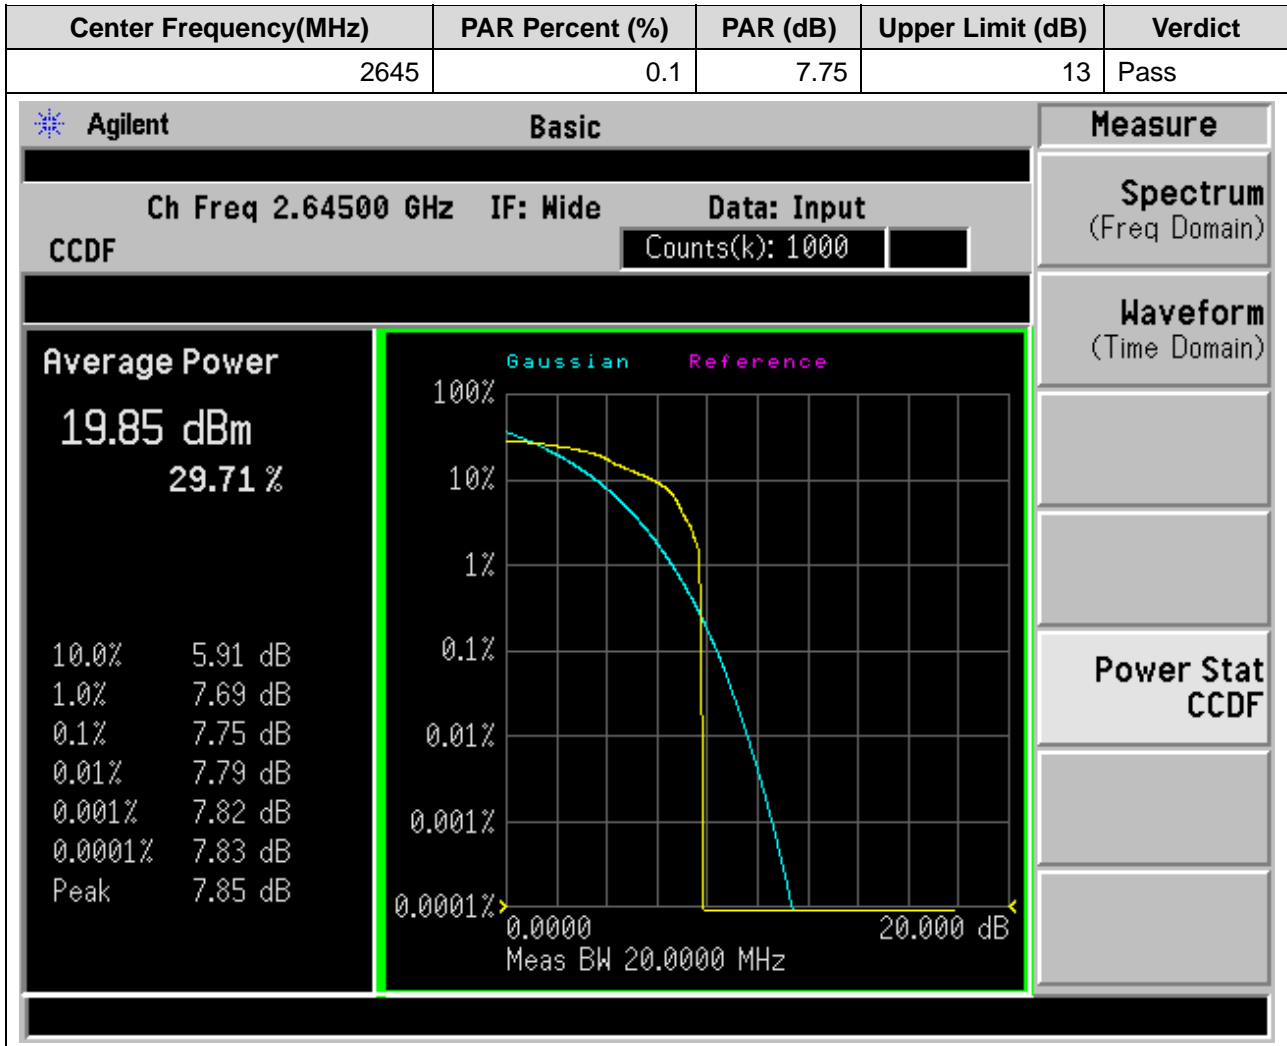 Center Frequency(MHz) PAR Percent (%) PAR (dB) Upper Limit (dB) Verdict
2645 0.1 7.75 13 Pass
Agilent Basic Measure
Ch Freq 2.64500 GHz IF: Wide Data: Input
CCDF Counts(k): 1000
Spectrum
(Freq Domain)
Waveform
(Time Domain)
Power Stat
CCDF
Average Power
19.85 dBm
29.71 %
10.0% 5.91 dB
1.0% 7.69 dB
0.1% 7.75 dB
0.01% 7.79 dB
0.001% 7.82 dB
0.0001% 7.83 dB
Peak 7.85 dB
Gaussian Reference
100%
10%
1%
0.1%
0.01%
0.001%
0.0001%
0.0000 20.000 dB
Meas BW 20.0000 MHz